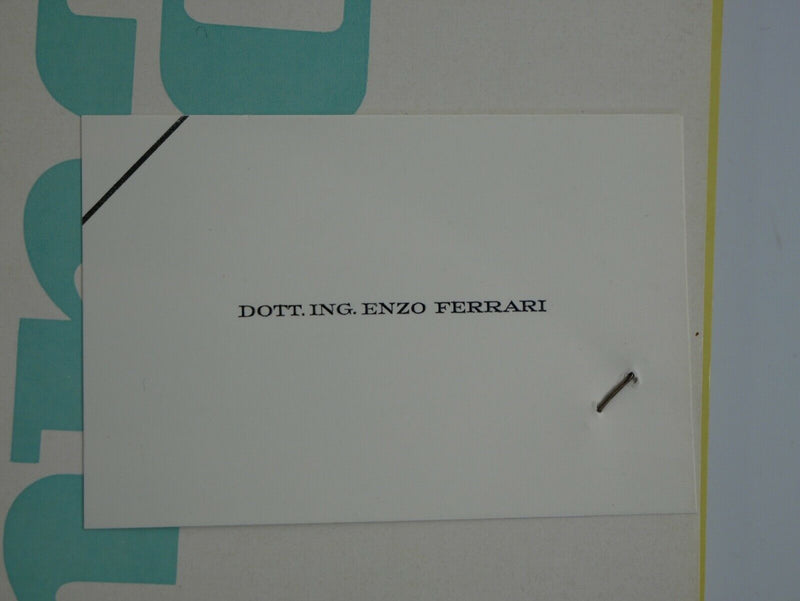 DOTT. ING. ENZO FERRARI